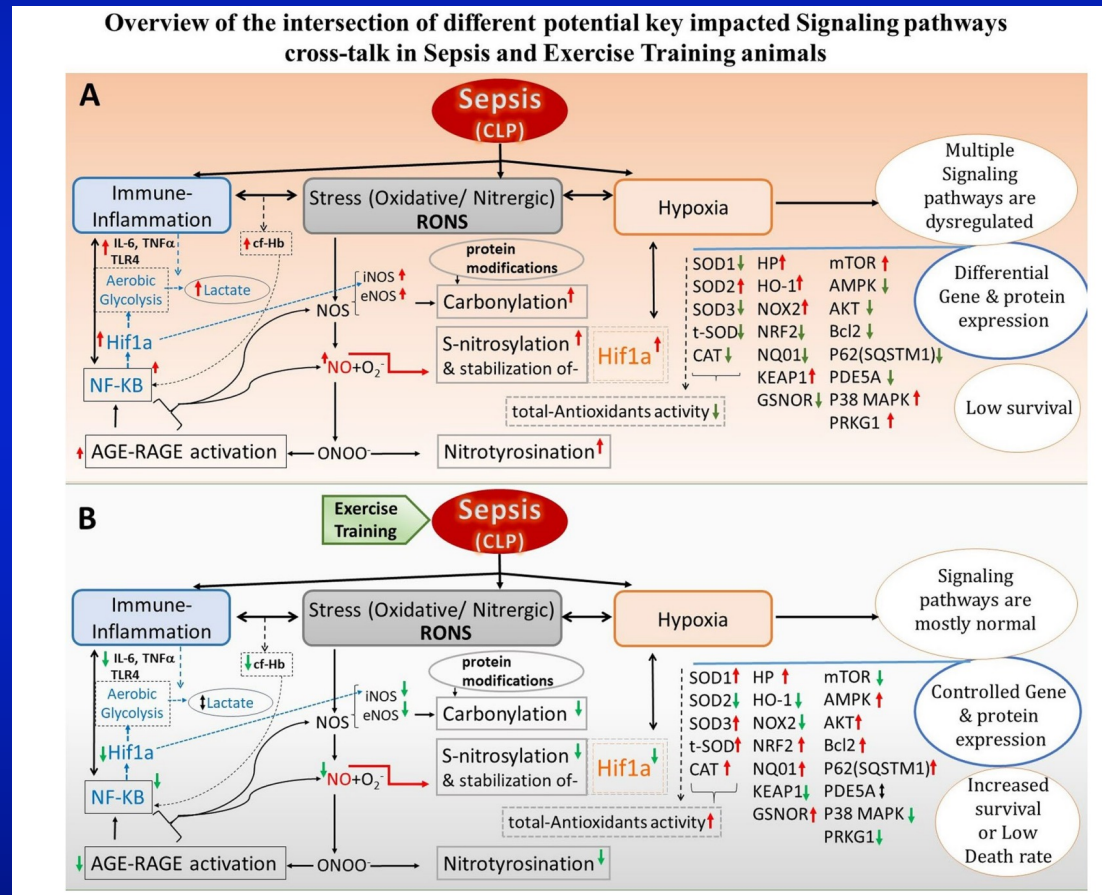 Overview of the intersection of different potential key impacted Signaling pathways
cross-talk in Sepsis and Exercise Training animals
A
Sepsis
(CLP)
Immune-
Inflammation
Stress (Oxidative/ Nitrergic)
RONS
Hypoxia
Multiple
Signaling
pathways are
dysregulated
↑ IL-6, TNFα
TLR4
↑ cf-Hb
Aerobic
Glycolysis
↑ Lactate
↑ Hif1a
NF-KB ↑
↑ AGE-RAGE activation
NOS
iNOS ↑
eNOS ↑
↑ NO+O₂⁻
ONOO⁻
protein
modifications
Carbonylation ↑
S-nitrosylation ↑
& stabilization of-
Hif1a ↑
Nitrotyrosination ↑
SOD1 ↓
SOD2 ↑
SOD3 ↓
t-SOD ↓
CAT ↓
total-Antioxidants activity ↓
HP ↑
HO-1 ↑
NOX2 ↑
NRF2 ↓
NQ01 ↓
KEAP1 ↑
GSNOR ↓
mTOR ↑
AMPK ↓
AKT ↓
Bcl2 ↓
P62(SQSTM1) ↓
PDE5A ↓
P38 MAPK ↑
PRKG1 ↑
Differential
Gene & protein
expression
Low survival
B
Exercise
Training
Sepsis
(CLP)
Immune-
Inflammation
Stress (Oxidative/ Nitrergic)
RONS
Hypoxia
Signaling
pathways are
mostly normal
↓ IL-6, TNFα
TLR4
↓ cf-Hb
Aerobic
Glycolysis
↕ Lactate
↓ Hif1a
NF-KB ↓
↓ AGE-RAGE activation
NOS
iNOS ↓
eNOS ↓
↓ NO+O₂⁻
ONOO⁻
protein
modifications
Carbonylation ↓
S-nitrosylation ↓
& stabilization of-
Hif1a ↓
Nitrotyrosination ↓
SOD1 ↑
SOD2 ↓
SOD3 ↑
t-SOD ↑
CAT ↑
total-Antioxidants activity ↑
HP ↑
HO-1 ↓
NOX2 ↓
NRF2 ↑
NQ01 ↑
KEAP1 ↓
GSNOR ↑
mTOR ↓
AMPK ↑
AKT ↑
Bcl2 ↑
P62(SQSTM1) ↑
PDE5A ↕
P38 MAPK ↓
PRKG1 ↓
Controlled Gene
& protein
expression
Increased
survival
or Low
Death rate